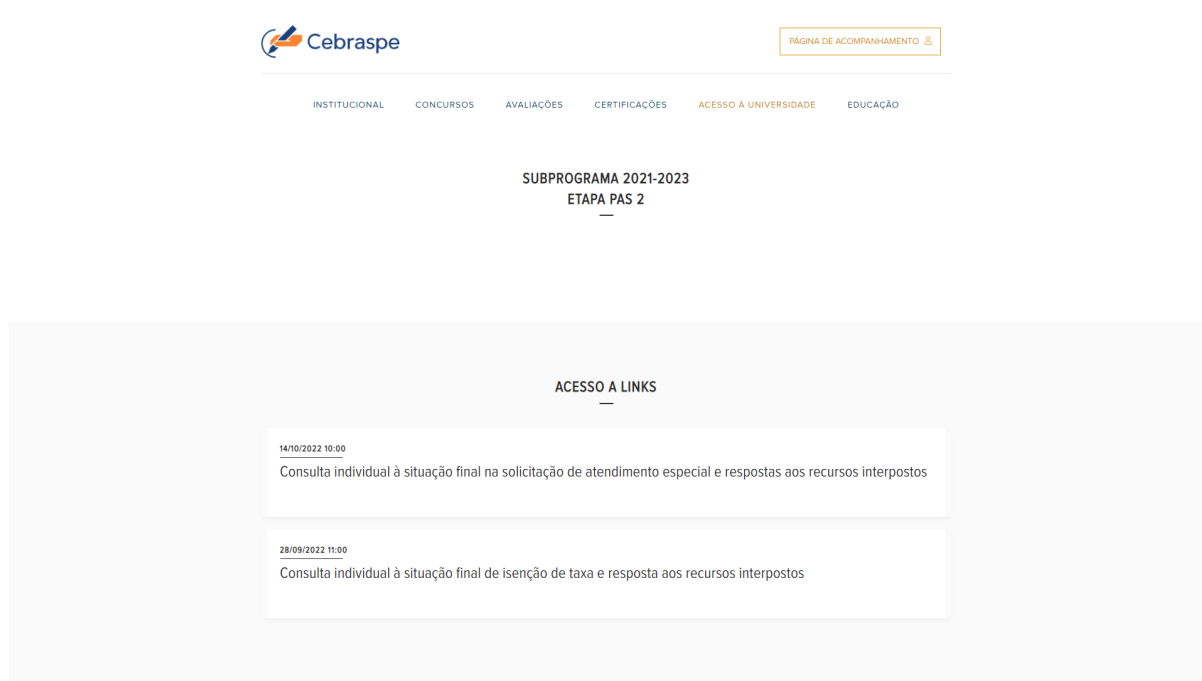 Cebraspe
PÁGINA DE ACOMPANHAMENTO
INSTITUCIONAL CONCURSOS AVALIAÇÕES CERTIFICAÇÕES ACESSO À UNIVERSIDADE EDUCAÇÃO
SUBPROGRAMA 2021-2023
ETAPA PAS 2
ACESSO A LINKS
14/10/2022 10:00
Consulta individual à situação final na solicitação de atendimento especial e respostas aos recursos interpostos
28/09/2022 11:00
Consulta individual à situação final de isenção de taxa e resposta aos recursos interpostos